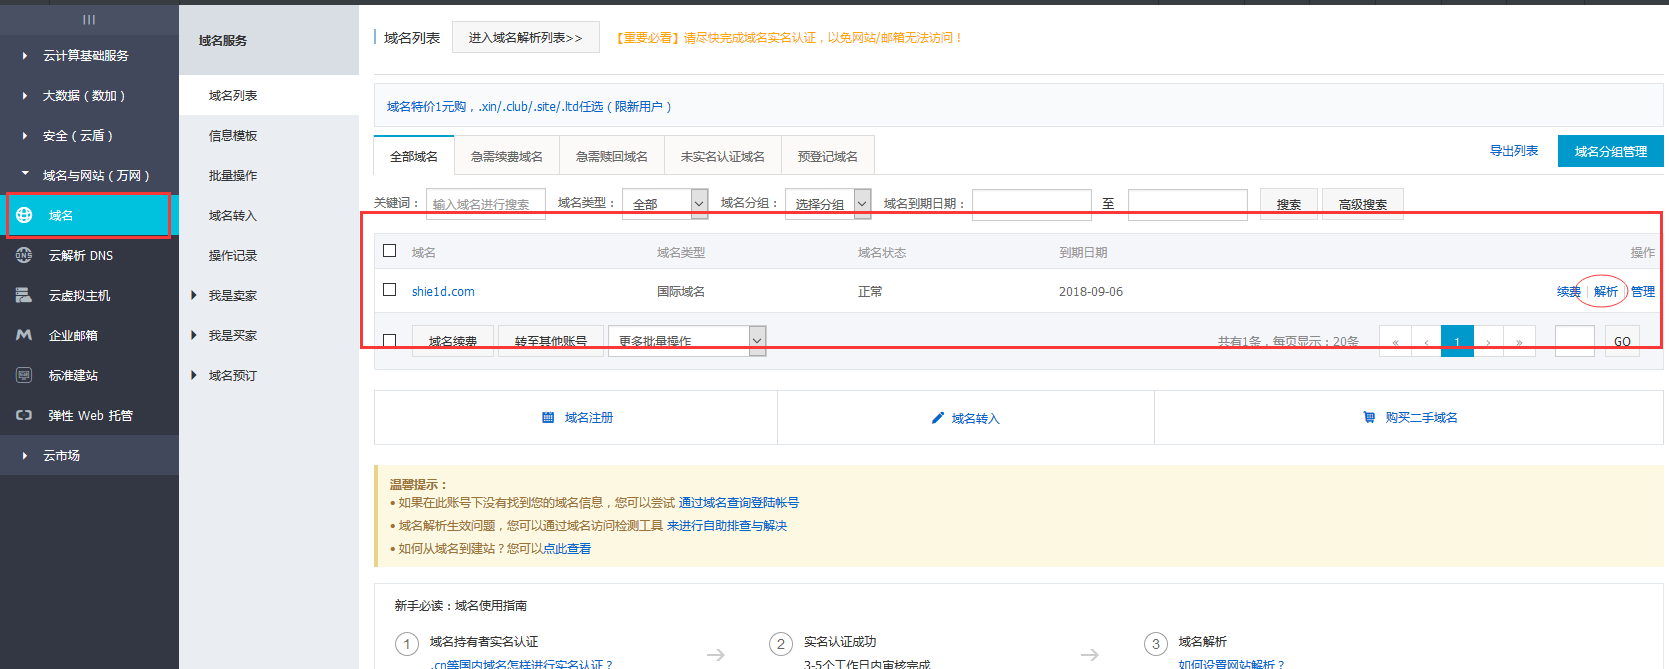 云计算基础服务
大数据（数加）
安全（云盾）
域名与网站（万网）
域名
云解析 DNS
云虚拟主机
企业邮箱
标准建站
弹性 Web 托管
云市场
域名服务
域名列表
信息模板
批量操作
域名转入
操作记录
我是卖家
我是买家
域名预订
域名列表 进入域名解析列表>> 【重要必看】请尽快完成域名实名认证，以免网站/邮箱无法访问！
域名特价1元购，.xin/.club/.site/.ltd任选（限新用户）
全部域名 急需续费域名 急需赎回域名 未实名认证域名 预登记域名 导出列表 域名分组管理
关键词： 输入域名进行搜索 域名类型： 全部 域名分组： 选择分组 域名到期日期： 至 搜索 高级搜索
域名 域名类型 域名状态 到期日期 操作
shie1d.com 国际域名 正常 2018-09-06 续费 | 解析 | 管理
域名续费 转至其他账号 更多批量操作 共有1条，每页显示：20条 « ‹ 1 › » GO
域名注册 域名转入 购买二手域名
温馨提示：
• 如果在此账号下没有找到您的域名信息，您可以尝试 通过域名查询登陆帐号
• 域名解析生效问题，您可以通过域名访问检测工具 来进行自助排查与解决
• 如何从域名到建站？您可以点此查看
新手必读：域名使用指南
1 域名持有者实名认证 → 2 实名认证成功 → 3 域名解析
.cn等国内域名怎样进行实名认证？ 3-5个工作日内审核完成 如何设置网站解析？